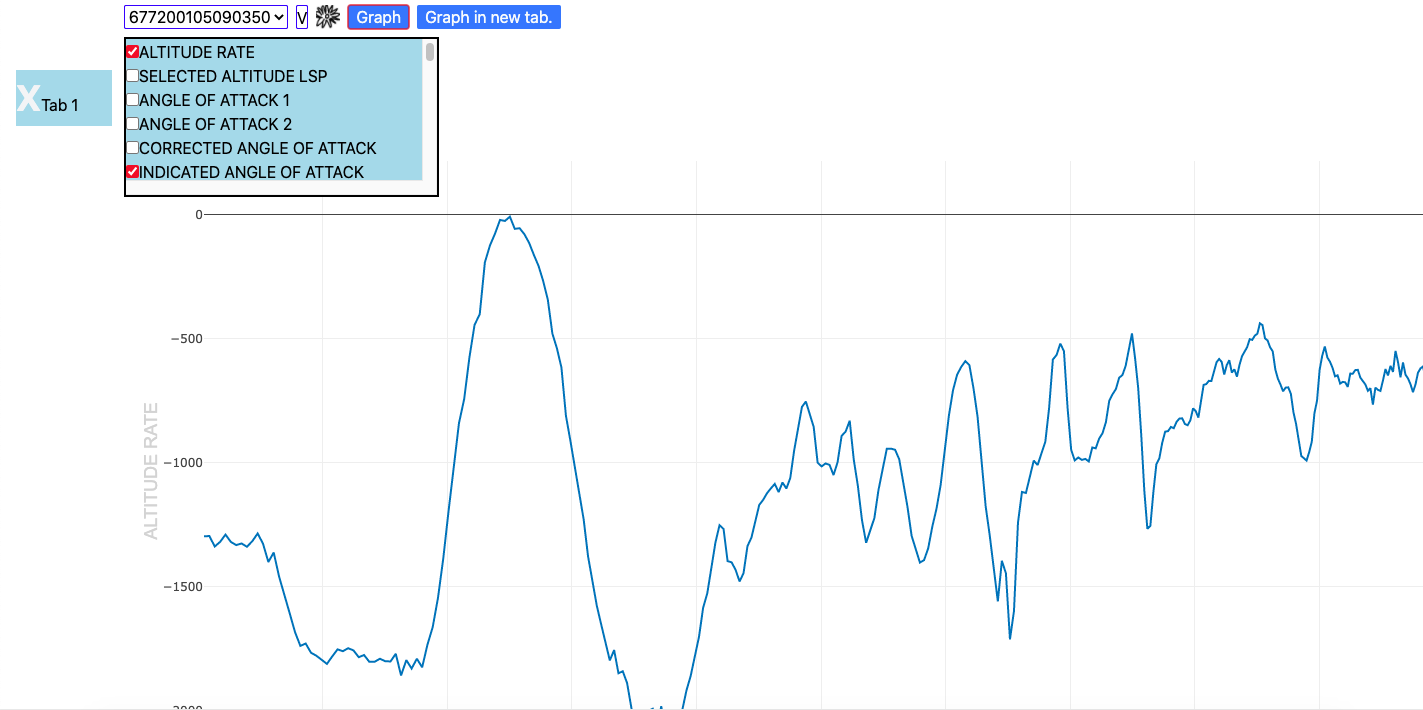 677200105090350 V Graph Graph in new tab.
ALTITUDE RATE
SELECTED ALTITUDE LSP
X Tab 1
ANGLE OF ATTACK 1
ANGLE OF ATTACK 2
CORRECTED ANGLE OF ATTACK
INDICATED ANGLE OF ATTACK
0
−500
ALTITUDE RATE
−1000
−1500